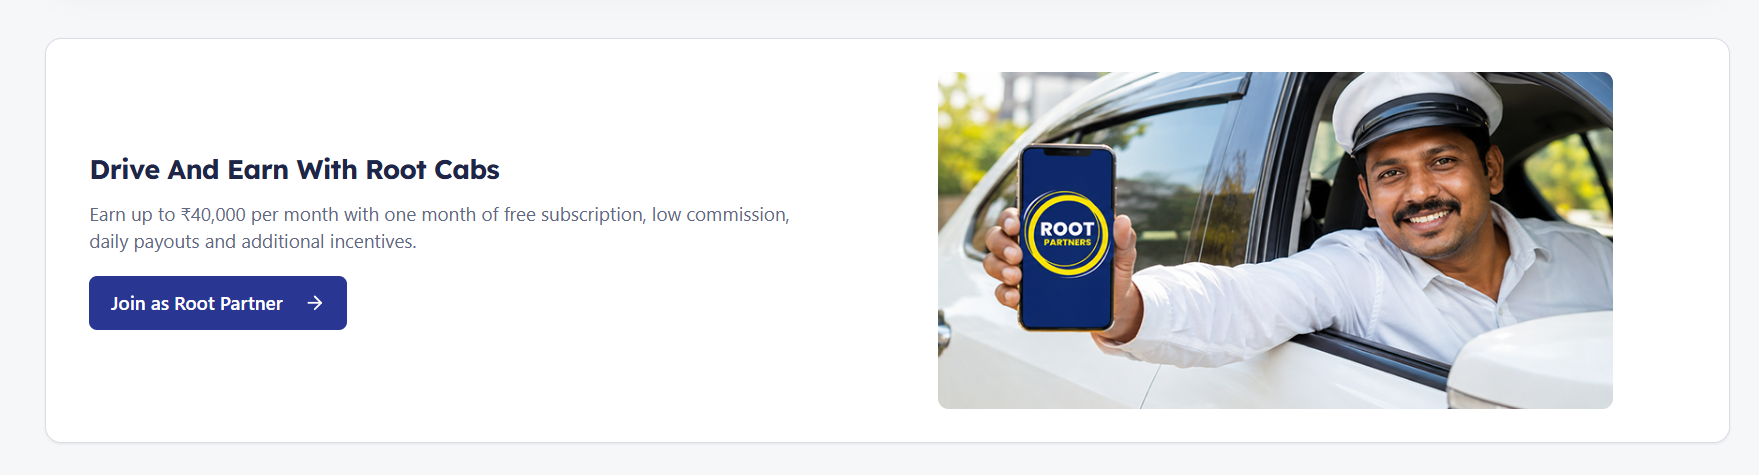 Drive And Earn With Root Cabs
Earn up to ₹40,000 per month with one month of free subscription, low commission,
daily payouts and additional incentives.
Join as Root Partner
ROOT
PARTNERS